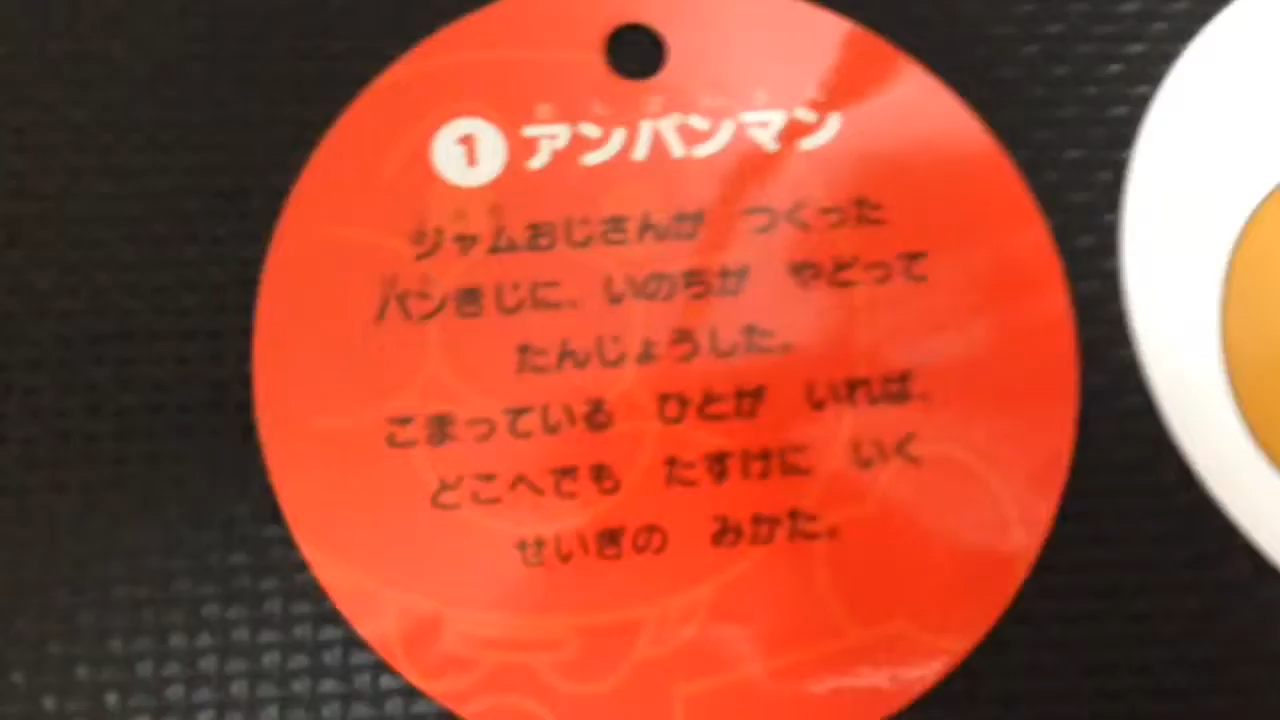 ① アンパンマン
ジャムおじさんが つくった
パンきじに、いのちが やどって
たんじょうした。
こまっている ひとが いれば、
どこへでも たすけに いく
せいぎの みかた。